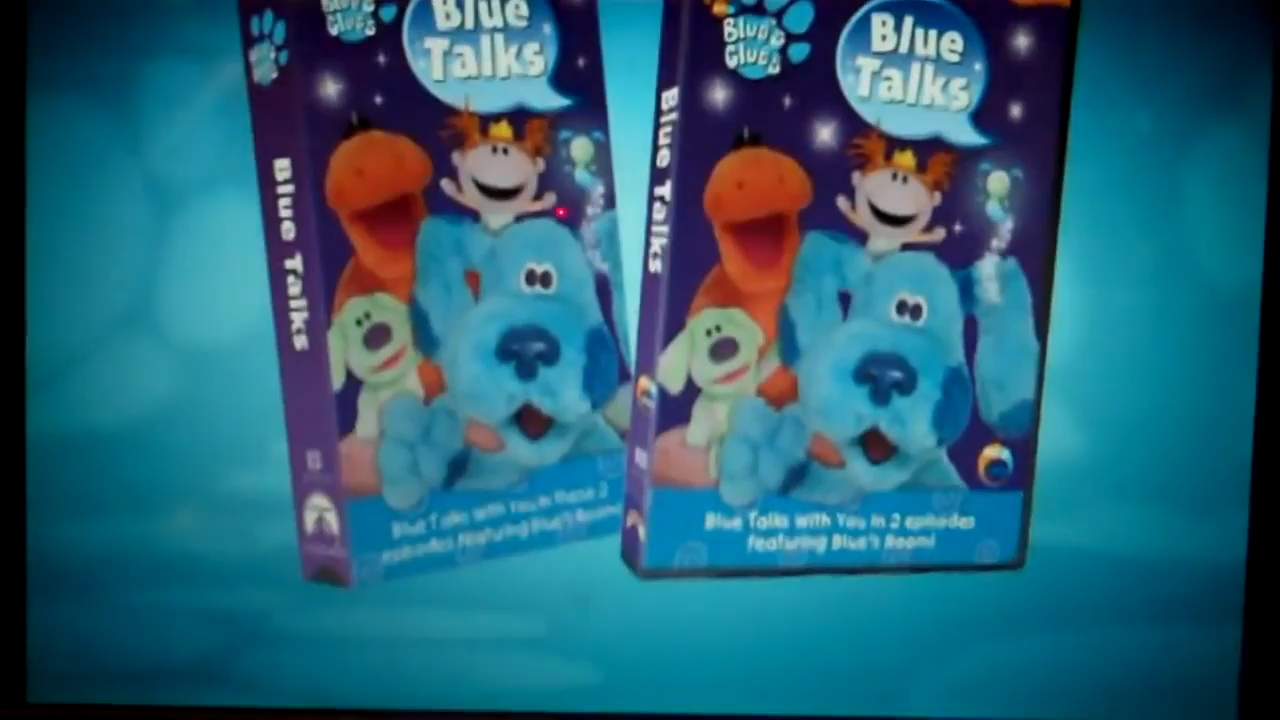 Blue's
Clues
Blue
Talks
Blue Talks
Blue Talks with You in these 2
episodes featuring Blue's Room!
Blue's
Clues
Blue
Talks
Blue Talks
Blue Talks with You in 2 episodes
featuring Blue's Room!